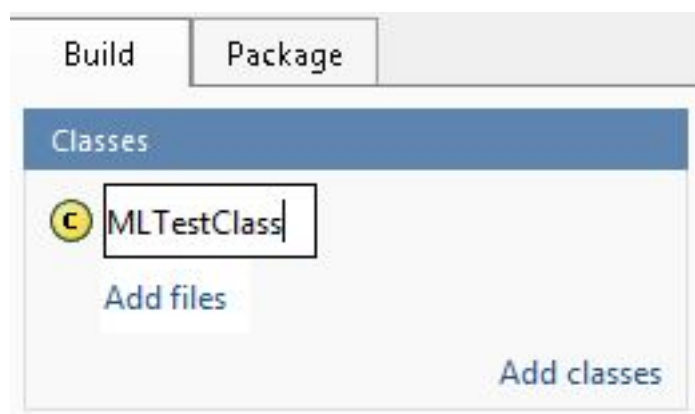 Build Package
Classes
C MLTestClass
Add files
Add classes